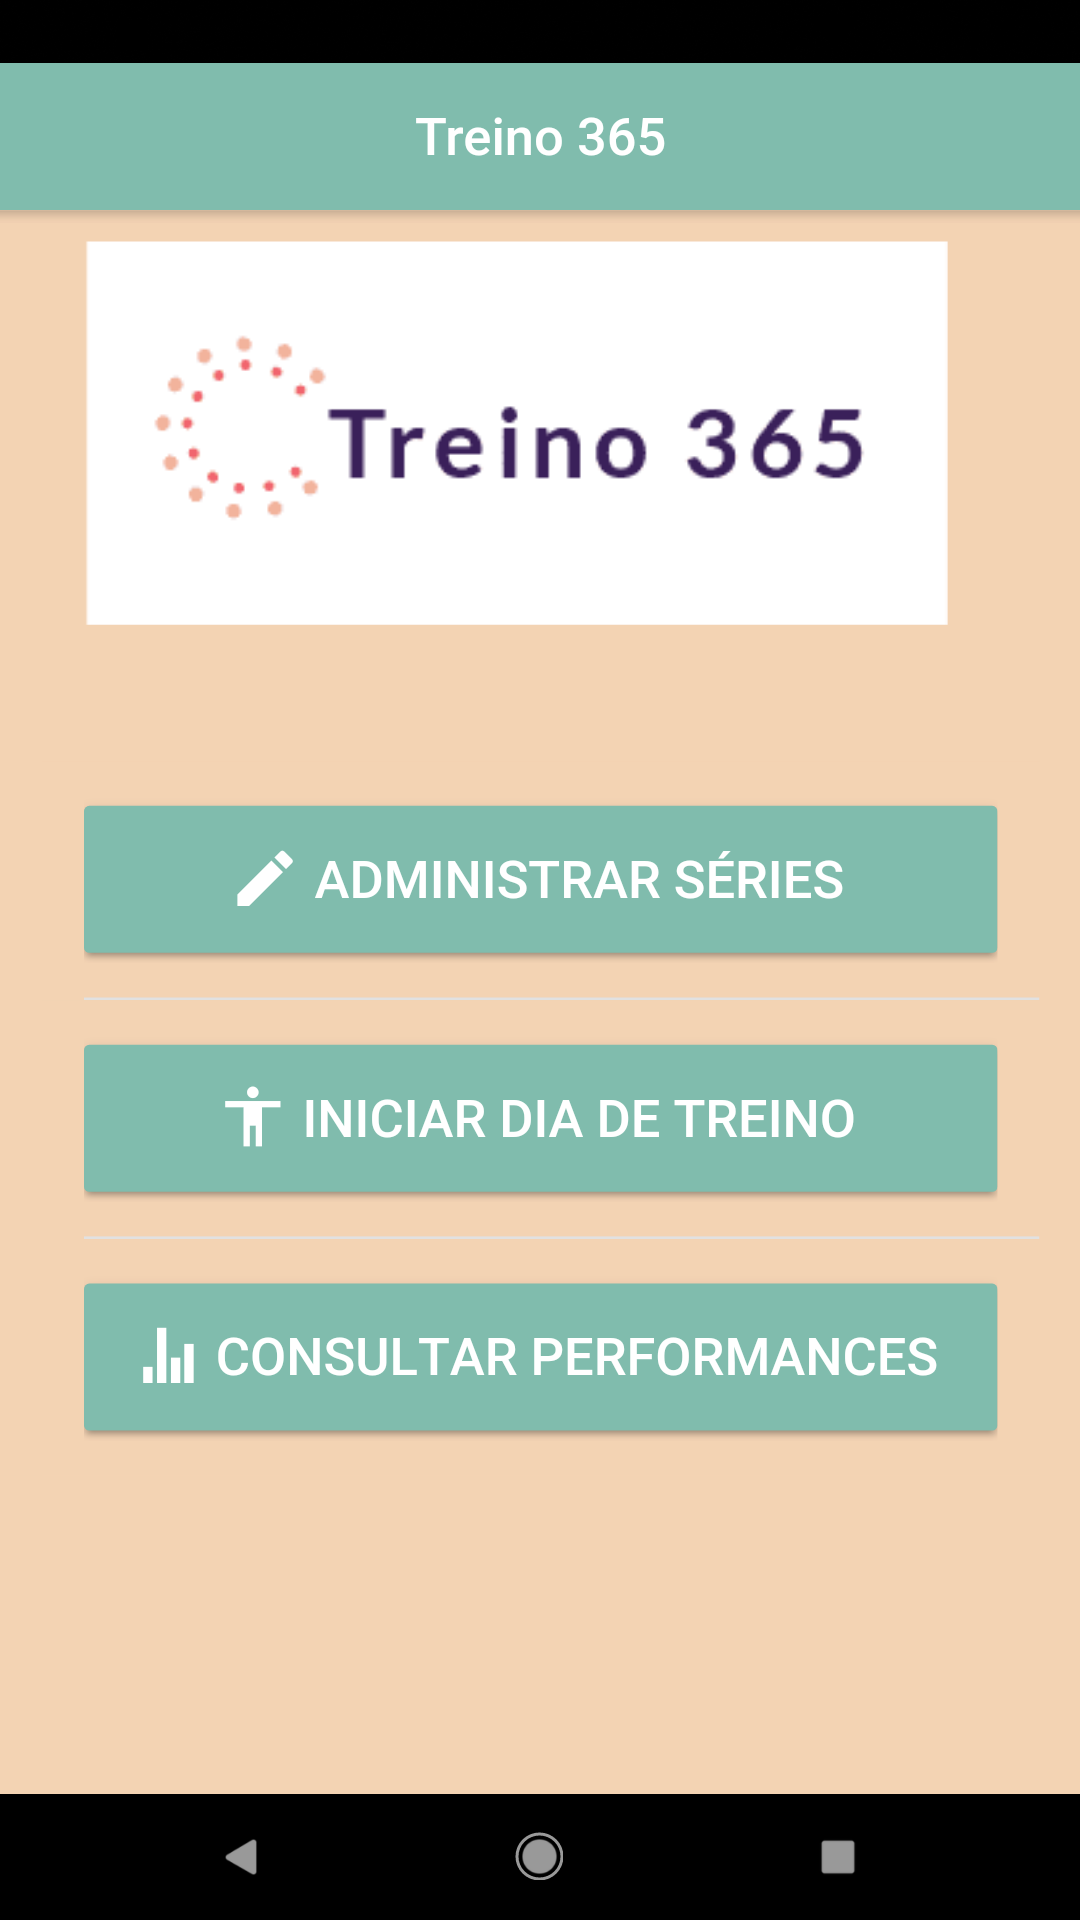 Treino 365
Treino 365
ADMINISTRAR SÉRIES
INICIAR DIA DE TREINO
CONSULTAR PERFORMANCES